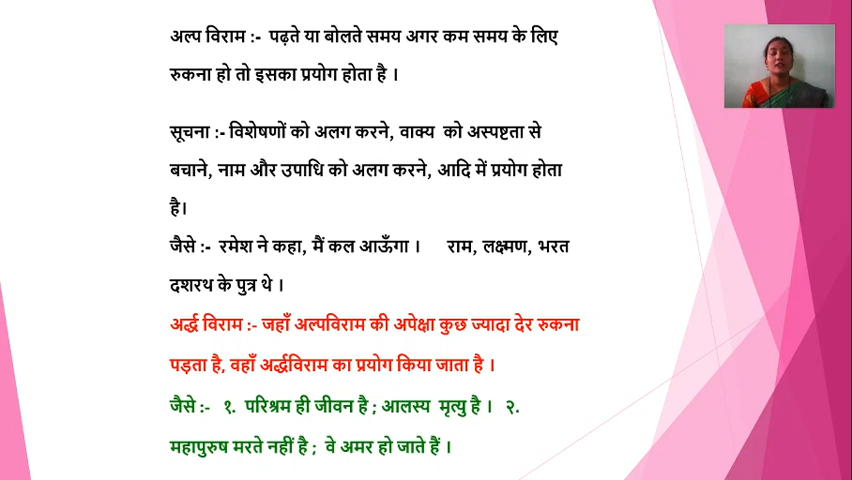 अल्प विराम :- पढ़ते या बोलते समय अगर कम समय के लिए
रुकना हो तो इसका प्रयोग होता है ।
सूचना :- विशेषणों को अलग करने, वाक्य को अस्पष्टता से
बचाने, नाम और उपाधि को अलग करने, आदि में प्रयोग होता
है।
जैसे :- रमेश ने कहा, मैं कल आऊँगा । राम, लक्ष्मण, भरत
दशरथ के पुत्र थे ।
अर्द्ध विराम :- जहाँ अल्पविराम की अपेक्षा कुछ ज्यादा देर रुकना
पड़ता है, वहाँ अर्द्धविराम का प्रयोग किया जाता है ।
जैसे :- १. परिश्रम ही जीवन है ; आलस्य मृत्यु है । २.
महापुरुष मरते नहीं है ; वे अमर हो जाते हैं ।